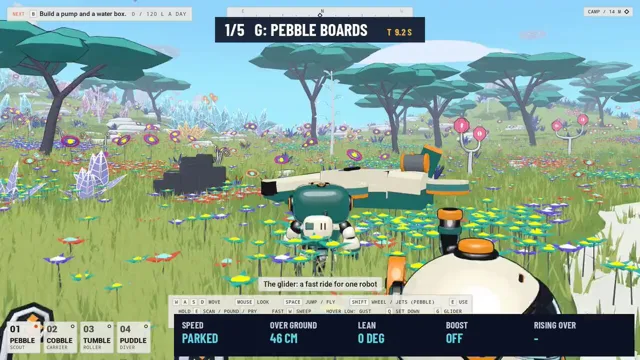 NEXT B Build a pump and a water box. 0 / 120 L A DAY
E N E
CAMP / 14 M
1/5 G: PEBBLE BOARDS T 9.2 S
The glider: a fast ride for one robot
W A S D MOVE MOUSE LOOK SPACE JUMP / FLY SHIFT WHEEL / JETS (PEBBLE) E USE
HOLD E SCAN / POUND / PRY FAST W SWEEP HOVER LOW: GUST Q GET DOWN G GLIDER
01 PEBBLE SCOUT
02 COBBLE CARRIER
03 TUMBLE ROLLER
04 PUDDLE DIVER
SPEED OVER GROUND LEAN BOOST RISING OVER
PARKED 46 CM 0 DEG OFF -